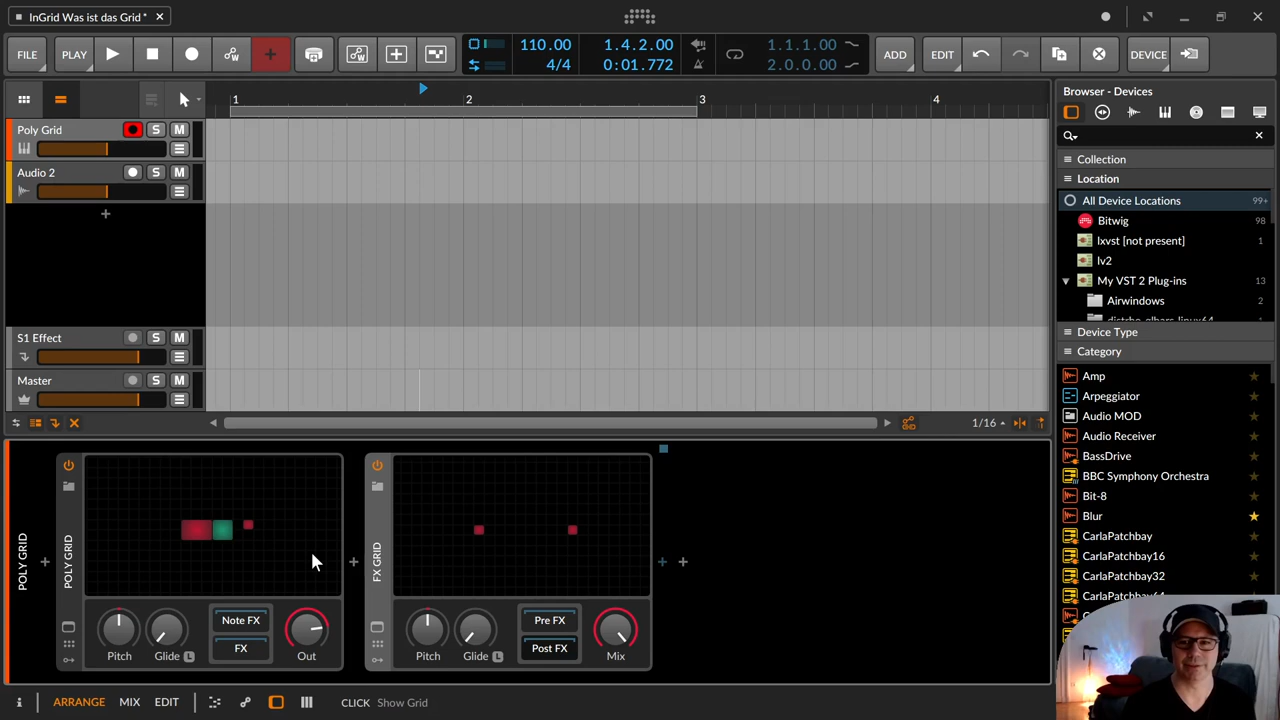 InGrid Was ist das Grid *
FILE
PLAY
110.00
4/4
1.4.2.00
0:01.772
1.1.1.00
2.0.0.00
ADD
EDIT
DEVICE
1
2
3
4
Poly Grid
S
M
Audio 2
S
M
S1 Effect
S
M
Master
S
M
1/16
Browser - Devices
Collection
Location
All Device Locations 99+
Bitwig 98
lxvst [not present] 1
lv2
My VST 2 Plug-ins 13
Airwindows 2
distrho-glbars-linux64 1
Device Type
Category
Amp
Arpeggiator
Audio MOD
Audio Receiver
BassDrive
BBC Symphony Orchestra
Bit-8
Blur
CarlaPatchbay
CarlaPatchbay16
CarlaPatchbay32
POLY GRID
POLY GRID
Pitch
Glide L
Note FX
FX
Out
FX GRID
Pitch
Glide L
Pre FX
Post FX
Mix
ARRANGE
MIX
EDIT
CLICK Show Grid